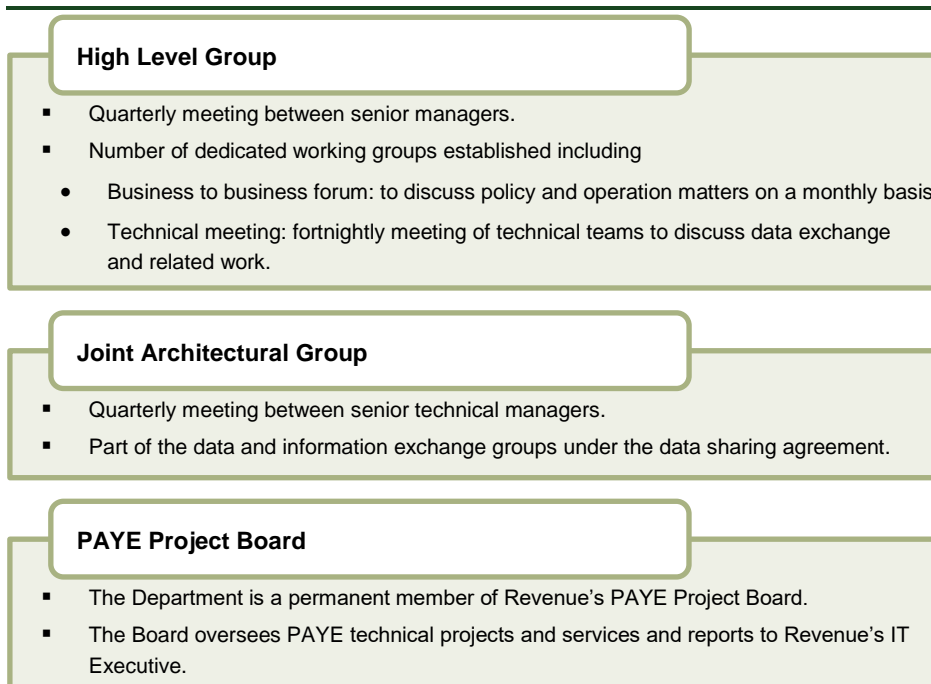 High Level Group
▪ Quarterly meeting between senior managers.
▪ Number of dedicated working groups established including
• Business to business forum: to discuss policy and operation matters on a monthly basis
• Technical meeting: fortnightly meeting of technical teams to discuss data exchange
and related work.
Joint Architectural Group
▪ Quarterly meeting between senior technical managers.
▪ Part of the data and information exchange groups under the data sharing agreement.
PAYE Project Board
▪ The Department is a permanent member of Revenue’s PAYE Project Board.
▪ The Board oversees PAYE technical projects and services and reports to Revenue’s IT
Executive.